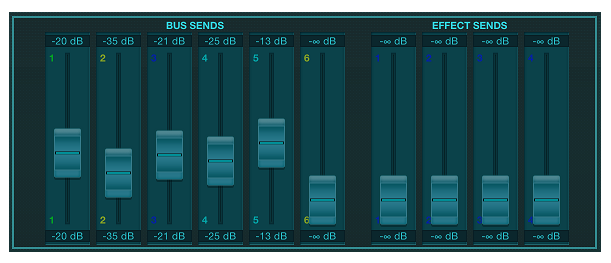 BUS SENDS EFFECT SENDS
-20 dB -35 dB -21 dB -25 dB -13 dB -∞ dB -∞ dB -∞ dB -∞ dB -∞ dB
1 2 3 4 5 6 1 2 3 4
1 2 3 4 5 6 1 2 3 4
-20 dB -35 dB -21 dB -25 dB -13 dB -∞ dB -∞ dB -∞ dB -∞ dB -∞ dB